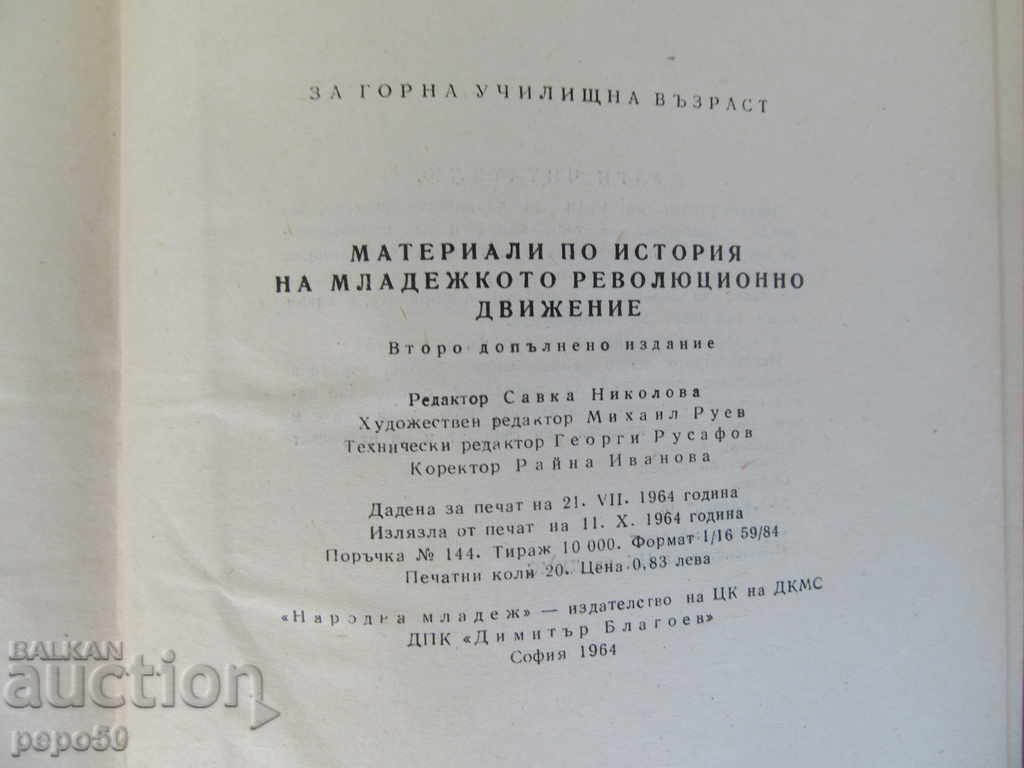 ЗА ГОРНА УЧИЛИЩНА ВЪЗРАСТ
МАТЕРИАЛИ ПО ИСТОРИЯ
НА МЛАДЕЖКОТО РЕВОЛЮЦИОННО
ДВИЖЕНИЕ
Второ допълнено издание
Редактор Савка Николова
Художествен редактор Михаил Руев
Технически редактор Георги Русафов
Коректор Райна Иванова
Дадена за печат на 21. VII. 1964 година
Излязла от печат на 11. X. 1964 година
Поръчка № 144. Тираж 10 000. Формат 1/16 59/84
Печатни коли 20. Цена 0,83 лева
«Народна младеж» — издателство на ЦК на ДКМС
ДПК «Димитър Благоев»
София 1964
BALKAN
auction
pepo59